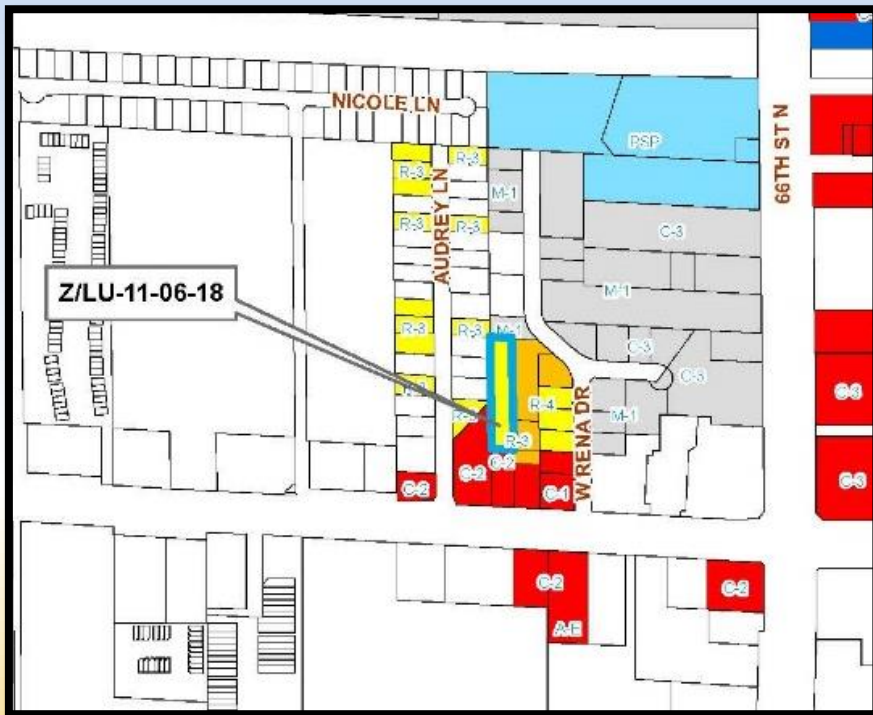 NICOLE LN
66TH ST N
PSP
R-3
R-3
M-1
AUDREY LN
R-3
R-3
C-3
Z/LU-11-06-18
M-1
R-3
R-3
M-1
C-3
C-3
C-3
R-4
M-1
W RENA DR
R-3
C-2
C-2
C-2
C-1
C-3
C-2
C-2
A-E